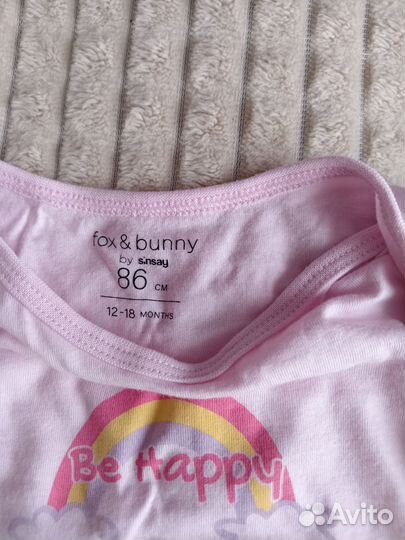 fox & bunny
by sinsay
86 CM
12-18 MONTHS
Be Happy
Avito